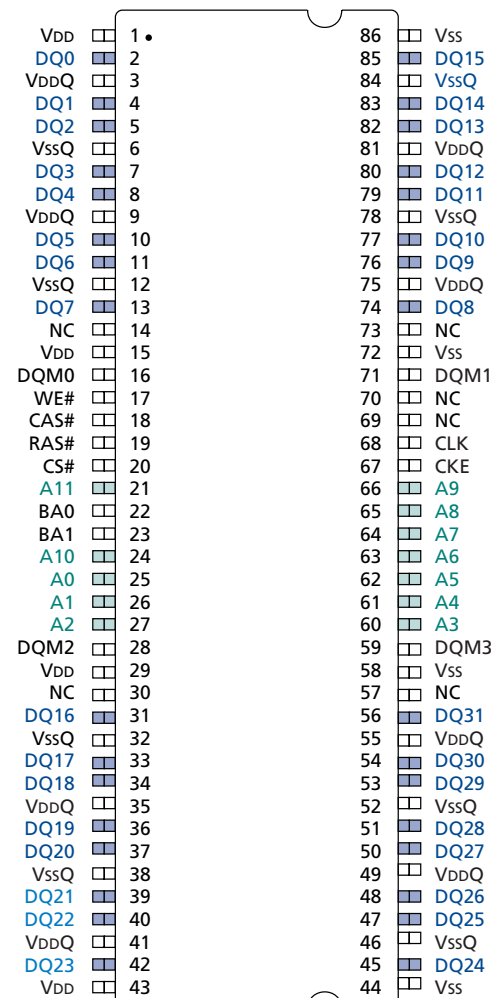 VDD 1 86 Vss
DQ0 2 85 DQ15
VDDQ 3 84 VssQ
DQ1 4 83 DQ14
DQ2 5 82 DQ13
VssQ 6 81 VDDQ
DQ3 7 80 DQ12
DQ4 8 79 DQ11
VDDQ 9 78 VssQ
DQ5 10 77 DQ10
DQ6 11 76 DQ9
VssQ 12 75 VDDQ
DQ7 13 74 DQ8
NC 14 73 NC
VDD 15 72 Vss
DQM0 16 71 DQM1
WE# 17 70 NC
CAS# 18 69 NC
RAS# 19 68 CLK
CS# 20 67 CKE
A11 21 66 A9
BA0 22 65 A8
BA1 23 64 A7
A10 24 63 A6
A0 25 62 A5
A1 26 61 A4
A2 27 60 A3
DQM2 28 59 DQM3
VDD 29 58 Vss
NC 30 57 NC
DQ16 31 56 DQ31
VssQ 32 55 VDDQ
DQ17 33 54 DQ30
DQ18 34 53 DQ29
VDDQ 35 52 VssQ
DQ19 36 51 DQ28
DQ20 37 50 DQ27
VssQ 38 49 VDDQ
DQ21 39 48 DQ26
DQ22 40 47 DQ25
VDDQ 41 46 VssQ
DQ23 42 45 DQ24
VDD 43 44 Vss